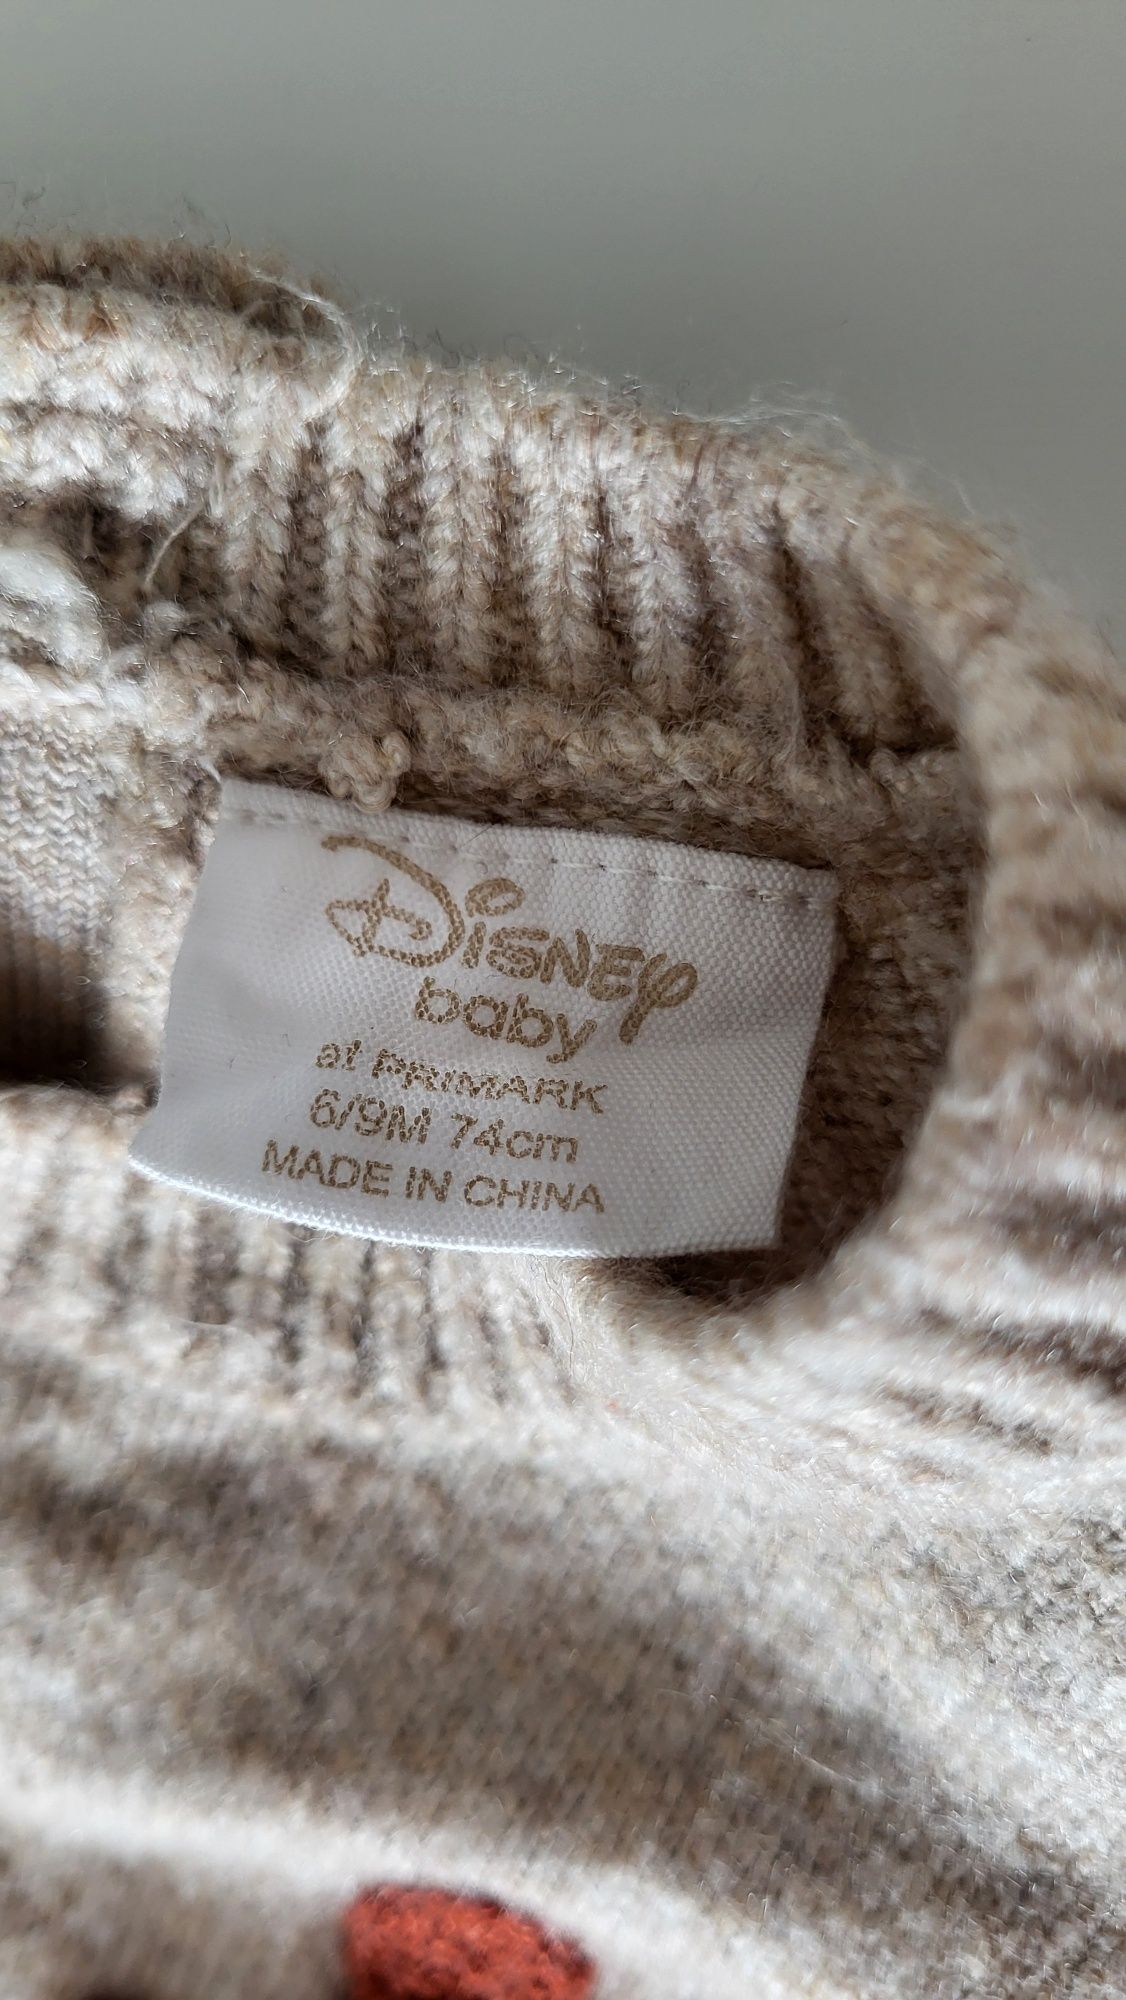 Disney
baby
at PRIMARK
6/9M 74cm
MADE IN CHINA